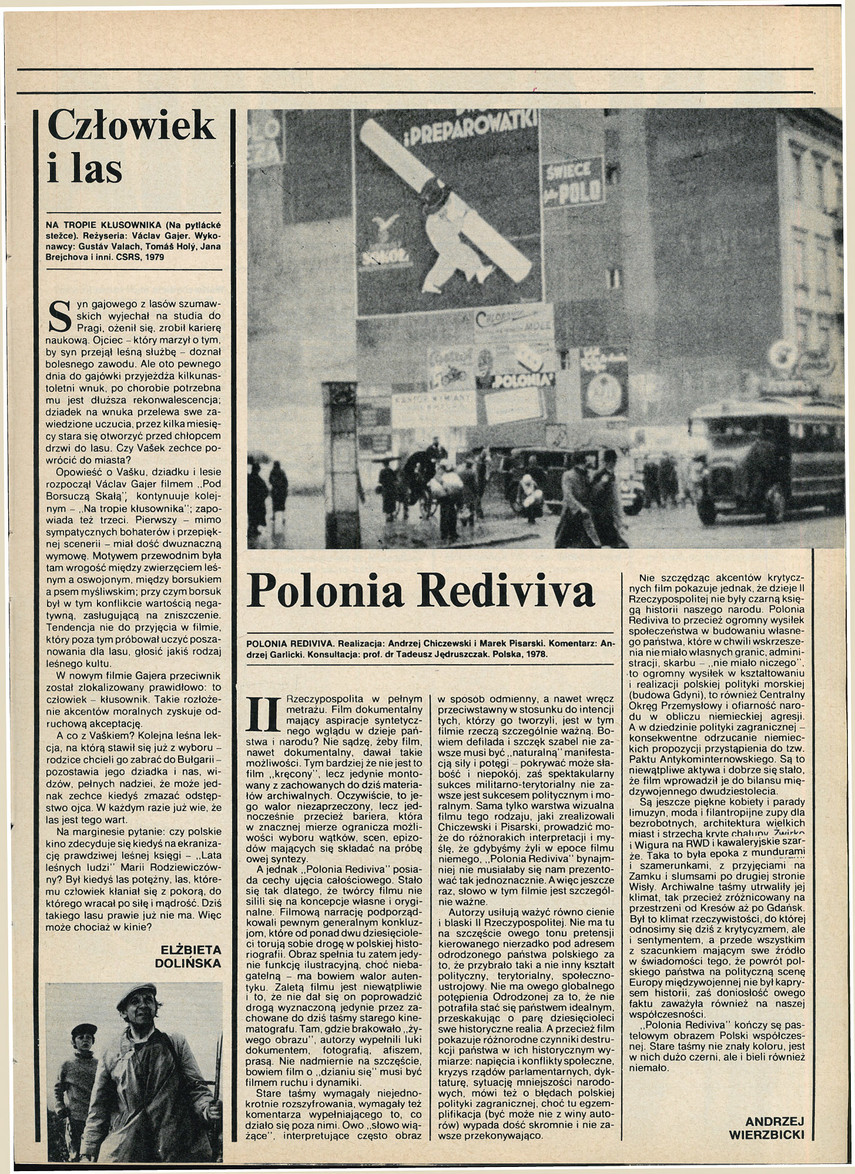 Człowiek
i las
NA TROPIE KŁUSOWNIKA (Na pytlácké
stežce). Reżyseria: Václav Gajer. Wyko-
nawcy: Gustáv Valach, Tomáš Holý, Jana
Brejchova i inni. CSRS, 1979
Syn gajowego z lasów szumaw-
skich wyjechał na studia do
Pragi, ożenił się, zrobił karierę
naukową. Ojciec – który marzył o tym,
by syn przejął leśną służbę – doznał
bolesnego zawodu. Ale oto pewnego
dnia do gajówki przyjeżdża kilkunas-
toletni wnuk, po chorobie potrzebna
mu jest dłuższa rekonwalescencja;
dziadek na wnuka przelewa swe za-
wiedzione uczucia, przez kilka miesię-
cy stara się otworzyć przed chłopcem
drzwi do lasu. Czy Vašek zechce po-
wrócić do miasta?
Opowieść o Vašku, dziadku i lesie
rozpoczął Václav Gajer filmem „Pod
Borsuczą Skałą”, kontynuuje kolej-
nym – „Na tropie kłusownika”; zapo-
wiada też trzeci. Pierwszy – mimo
sympatycznych bohaterów i przepięk-
nej scenerii – miał dość dwuznaczną
wymowę. Motywem przewodnim była
tam wrogość między zwierzęciem leś-
nym a oswojonym, między borsukiem
a psem myśliwskim; przy czym borsuk
był w tym konflikcie wartością nega-
tywną, zasługującą na zniszczenie.
Tendencja nie do przyjęcia w filmie,
który poza tym próbował uczyć posza-
nowania dla lasu, głosić jakiś rodzaj
leśnego kultu.
W nowym filmie Gajera przeciwnik
został zlokalizowany prawidłowo: to
człowiek – kłusownik. Takie rozłoże-
nie akcentów moralnych zyskuje od-
ruchową akceptację.
A co z Vaškiem? Kolejna leśna lek-
cja, na którą stawił się już z wyboru –
rodzice chcieli go zabrać do Bułgarii –
pozostawia jego dziadka i nas, wi-
dzów, pełnych nadziei, że może jed-
nak zechce kiedyś zmazać odstęp-
stwo ojca. W każdym razie już wie, że
las jest tego wart.
Na marginesie pytanie: czy polskie
kino zdecyduje się kiedyś na ekraniza-
cję prawdziwej leśnej księgi – „Lata
leśnych ludzi” Marii Rodziewiczów-
ny? Był kiedyś las potężny, las, które-
mu człowiek kłaniał się z pokorą, do
którego wracał po siłę i mądrość. Dziś
takiego lasu prawie już nie ma. Więc
może chociaż w kinie?
ELŻBIETA
DOLIŃSKA
i PREPAROWATKI
ŚWIECE
POLO
SOKÓŁ
Castrol
„POLONIA”
KANTOR WYMIANY
Polonia Rediviva
POLONIA REDIVIVA. Realizacja: Andrzej Chiczewski i Marek Pisarski. Komentarz: An-
drzej Garlicki. Konsultacja: prof. dr Tadeusz Jędruszczak. Polska, 1978.
II Rzeczypospolita w pełnym
metrażu. Film dokumentalny
mający aspiracje syntetycz-
nego wglądu w dzieje pań-
stwa i narodu? Nie sądzę, żeby film,
nawet dokumentalny, dawał takie
możliwości. Tym bardziej że nie jest to
film „kręcony”, lecz jedynie monto-
wany z zachowanych do dziś materia-
łów archiwalnych. Oczywiście, to je-
go walor niezaprzeczony, lecz jed-
nocześnie przecież bariera, która
w znacznej mierze ogranicza możli-
wości wyboru wątków, scen, epizo-
dów mających się składać na próbę
owej syntezy.
A jednak „Polonia Rediviva” posia-
da cechy ujęcia całościowego. Stało
się tak dlatego, że twórcy filmu nie
silili się na koncepcje własne i orygi-
nalne. Filmową narrację podporząd-
kowali pewnym generalnym konkluz-
jom, które od ponad dwu dziesięciole-
ci torują sobie drogę w polskiej histo-
riografii. Obraz spełnia tu zatem jedy-
nie funkcję ilustracyjną, choć nieba-
gatelną – ma bowiem walor auten-
tyku. Zaletą filmu jest niewątpliwie
i to, że nie dał się on poprowadzić
drogą wyznaczoną jedynie przez za-
chowane do dziś taśmy starego kine-
matografu. Tam, gdzie brakowało „ży-
wego obrazu”, autorzy wypełnili luki
dokumentem, fotografią, afiszem,
prasą. Nie nadmiernie na szczęście,
bowiem film o „dzianiu się” musi być
filmem ruchu i dynamiki.
Stare taśmy wymagały niejedno-
krotnie rozszyfrowania, wymagały też
komentarza wypełniającego to, co
działo się poza nimi. Owo „słowo wią-
żące”, interpretujące często obraz
w sposób odmienny, a nawet wręcz
przeciwstawny w stosunku do intencji
tych, którzy go tworzyli, jest w tym
filmie rzeczą szczególnie ważną. Bo-
wiem defilada i szczęk szabel nie za-
wsze musi być „naturalną” manifesta-
cją siły i potęgi – pokrywać może sła-
bość i niepokój, zaś spektakularny
sukces militarno-terytorialny nie za-
wsze jest sukcesem politycznym i mo-
ralnym. Sama tylko warstwa wizualna
filmu tego rodzaju, jaki zrealizowali
Chiczewski i Pisarski, prowadzić mo-
że do różnorakich interpretacji i my-
ślę, że gdybyśmy żyli w epoce filmu
niemego, „Polonia Rediviva” bynajm-
niej nie musiałaby się nam prezento-
wać tak jednoznacznie. A więc jeszcze
raz, słowo w tym filmie jest szczegól-
nie ważne.
Autorzy usiłują ważyć równo cienie
i blaski II Rzeczypospolitej. Nie ma tu
na szczęście owego tonu pretensji
kierowanego nierzadko pod adresem
odrodzonego państwa polskiego za
to, że przybrało taki a nie inny kształt
polityczny, terytorialny, społeczno-
ustrojowy. Nie ma owego globalnego
potępienia Odrodzonej za to, że nie
potrafiła stać się państwem idealnym,
przeskakując o parę dziesięcioleci
swe historyczne realia. A przecież film
pokazuje różnorodne czynniki destru-
kcji państwa w ich historycznym wy-
miarze: napięcia i konflikty społeczne,
kryzys rządów parlamentarnych, dyk-
taturę, sytuację mniejszości narodo-
wych, mówi też o błędach polskiej
polityki zagranicznej, choć tu egzem-
plifikacja (być może nie z winy auto-
rów) wypada dość skromnie i nie za-
wsze przekonywająco.
Nie szczędząc akcentów krytycz-
nych film pokazuje jednak, że dzieje II
Rzeczypospolitej nie były czarną księ-
gą historii naszego narodu. Polonia
Rediviva to przecież ogromny wysiłek
społeczeństwa w budowaniu własne-
go państwa, które w chwili wskrzesze-
nia nie miało własnych granic, admini-
stracji, skarbu – „nie miało niczego”,
to ogromny wysiłek w kształtowaniu
i realizacji polskiej polityki morskiej
(budowa Gdyni), to również Centralny
Okręg Przemysłowy i ofiarność naro-
du w obliczu niemieckiej agresji.
A w dziedzinie polityki zagranicznej –
konsekwentne odrzucanie niemiec-
kich propozycji przystąpienia do tzw.
Paktu Antykominternowskiego. Są to
niewątpliwe aktywa i dobrze się stało,
że film wprowadził je do bilansu mię-
dzywojennego dwudziestolecia.
Są jeszcze piękne kobiety i parady
limuzyn, moda i filantropijne zupy dla
bezrobotnych, architektura wielkich
miast i strzechą kryte chałupy, Żwirko
i Wigura na RWD i kawaleryjskie szar-
że. Taka to była epoka z mundurami
i szamerunkami, z przyjęciami na
Zamku i slumsami po drugiej stronie
Wisły. Archiwalne taśmy utrwaliły jej
klimat, tak przecież zróżnicowany na
przestrzeni od Kresów aż po Gdańsk.
Był to klimat rzeczywistości, do której
odnosimy się dziś z krytycyzmem, ale
i sentymentem, a przede wszystkim
z szacunkiem mającym swe źródło
w świadomości tego, że powrót pol-
skiego państwa na polityczną scenę
Europy międzywojennej nie był kapry-
sem historii, zaś doniosłość owego
faktu zaważyła również na naszej
współczesności.
„Polonia Rediviva” kończy się pas-
telowym obrazem Polski współczes-
nej. Stare taśmy nie znały koloru, jest
w nich dużo czerni, ale i bieli również
niemało.
ANDRZEJ
WIERZBICKI